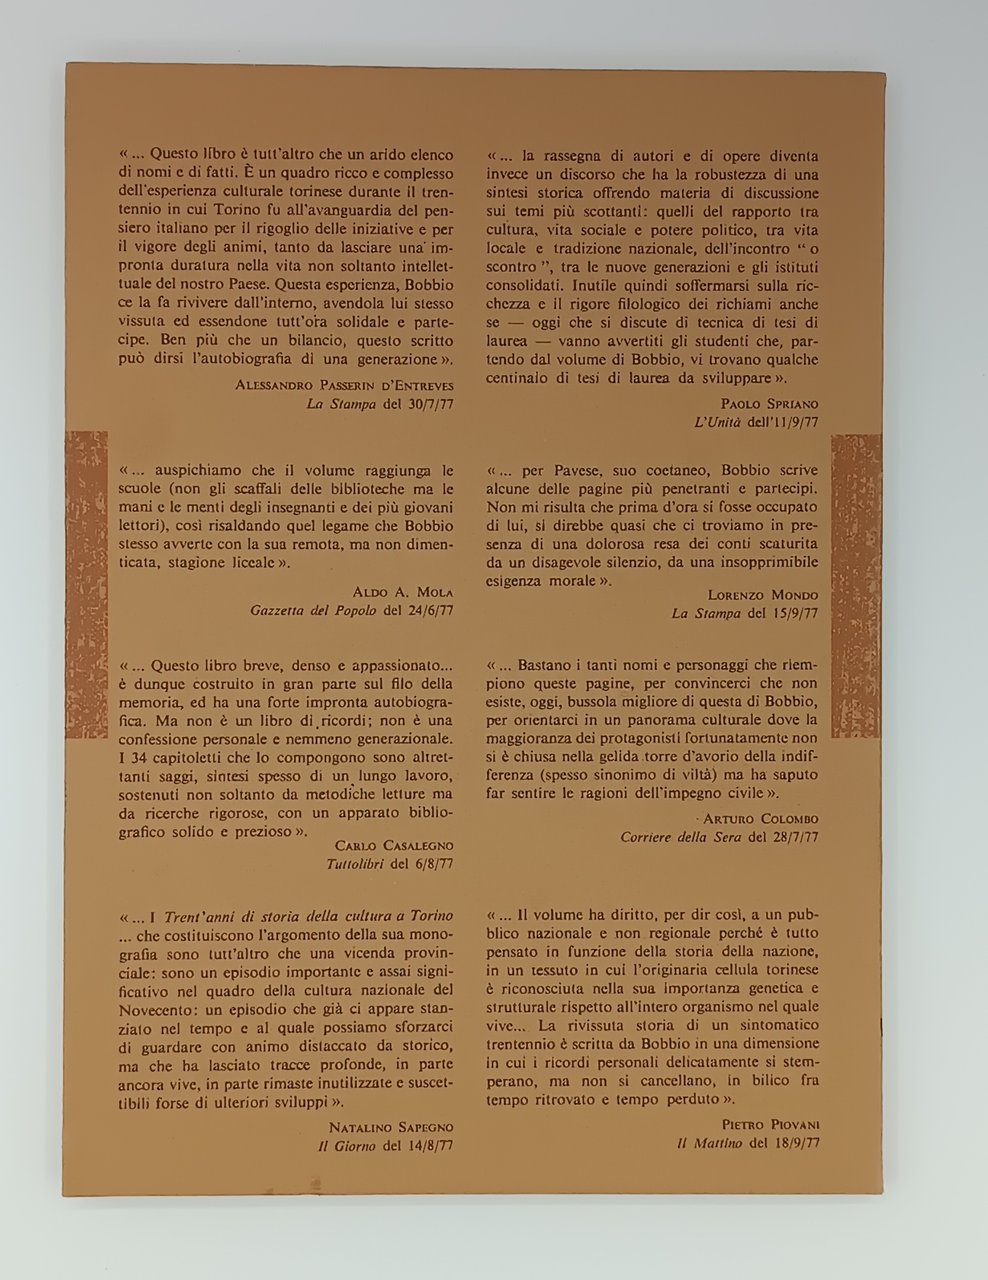 « ... Questo libro è tutt'altro che un arido elenco
di nomi e di fatti. È un quadro ricco e complesso
dell'esperienza culturale torinese durante il tren-
tennio in cui Torino fu all'avanguardia del pen-
siero italiano per il rigoglio delle iniziative e per
il vigore degli animi, tanto da lasciare una im-
pronta duratura nella vita non soltanto intellet-
tuale del nostro Paese. Questa esperienza, Bobbio
ce la fa rivivere dall'interno, avendola lui stesso
vissuta ed essendone tutt'ora solidale e parte-
cipe. Ben più che un bilancio, questo scritto
può dirsi l'autobiografia di una generazione ».
Alessandro Passerin d'Entreves
La Stampa del 30/7/77
« ... auspichiamo che il volume raggiunga le
scuole (non gli scaffali delle biblioteche ma le
mani e le menti degli insegnanti e dei più giovani
lettori), così risaldando quel legame che Bobbio
stesso avverte con la sua remota, ma non dimen-
ticata, stagione liceale ».
Aldo A. Mola
Gazzetta del Popolo del 24/6/77
« ... Questo libro breve, denso e appassionato...
è dunque costruito in gran parte sul filo della
memoria, ed ha una forte impronta autobiogra-
fica. Ma non è un libro di ricordi; non è una
confessione personale e nemmeno generazionale.
I 34 capitoletti che lo compongono sono altret-
tanti saggi, sintesi spesso di un lungo lavoro,
sostenuti non soltanto da metodiche letture ma
da ricerche rigorose, con un apparato biblio-
grafico solido e prezioso ».
Carlo Casalegno
Tuttolibri del 6/8/77
« ... I Trent'anni di storia della cultura a Torino
... che costituiscono l'argomento della sua mono-
grafia sono tutt'altro che una vicenda provin-
ciale: sono un episodio importante e assai signi-
ficativo nel quadro della cultura nazionale del
Novecento: un episodio che già ci appare stan-
ziato nel tempo e al quale possiamo sforzarci
di guardare con animo distaccato da storico,
ma che ha lasciato tracce profonde, in parte
ancora vive, in parte rimaste inutilizzate e suscet-
tibili forse di ulteriori sviluppi ».
Natalino Sapegno
Il Giorno del 14/8/77
« ... la rassegna di autori e di opere diventa
invece un discorso che ha la robustezza di una
sintesi storica offrendo materia di discussione
sui temi più scottanti: quelli del rapporto tra
cultura, vita sociale e potere politico, tra vita
locale e tradizione nazionale, dell'incontro “ o
scontro ”, tra le nuove generazioni e gli istituti
consolidati. Inutile quindi soffermarsi sulla ric-
chezza e il rigore filologico dei richiami anche
se — oggi che si discute di tecnica di tesi di
laurea — vanno avvertiti gli studenti che, par-
tendo dal volume di Bobbio, vi trovano qualche
centinaio di tesi di laurea da sviluppare ».
Paolo Spriano
L'Unità dell'11/9/77
« ... per Pavese, suo coetaneo, Bobbio scrive
alcune delle pagine più penetranti e partecipi.
Non mi risulta che prima d'ora si fosse occupato
di lui, si direbbe quasi che ci troviamo in pre-
senza di una dolorosa resa dei conti scaturita
da un disagevole silenzio, da una insopprimibile
esigenza morale ».
Lorenzo Mondo
La Stampa del 15/9/77
« ... Bastano i tanti nomi e personaggi che riem-
piono queste pagine, per convincerci che non
esiste, oggi, bussola migliore di questa di Bobbio,
per orientarci in un panorama culturale dove la
maggioranza dei protagonisti fortunatamente non
si è chiusa nella gelida torre d'avorio della indif-
ferenza (spesso sinonimo di viltà) ma ha saputo
far sentire le ragioni dell'impegno civile ».
Arturo Colombo
Corriere della Sera del 28/7/77
« ... Il volume ha diritto, per dir così, a un pub-
blico nazionale e non regionale perché è tutto
pensato in funzione della storia della nazione,
in un tessuto in cui l'originaria cellula torinese
è riconosciuta nella sua importanza genetica e
strutturale rispetto all'intero organismo nel quale
vive... La rivissuta storia di un sintomatico
trentennio è scritta da Bobbio in una dimensione
in cui i ricordi personali delicatamente si stem-
perano, ma non si cancellano, in bilico fra
tempo ritrovato e tempo perduto ».
Pietro Piovani
Il Mattino del 18/9/77